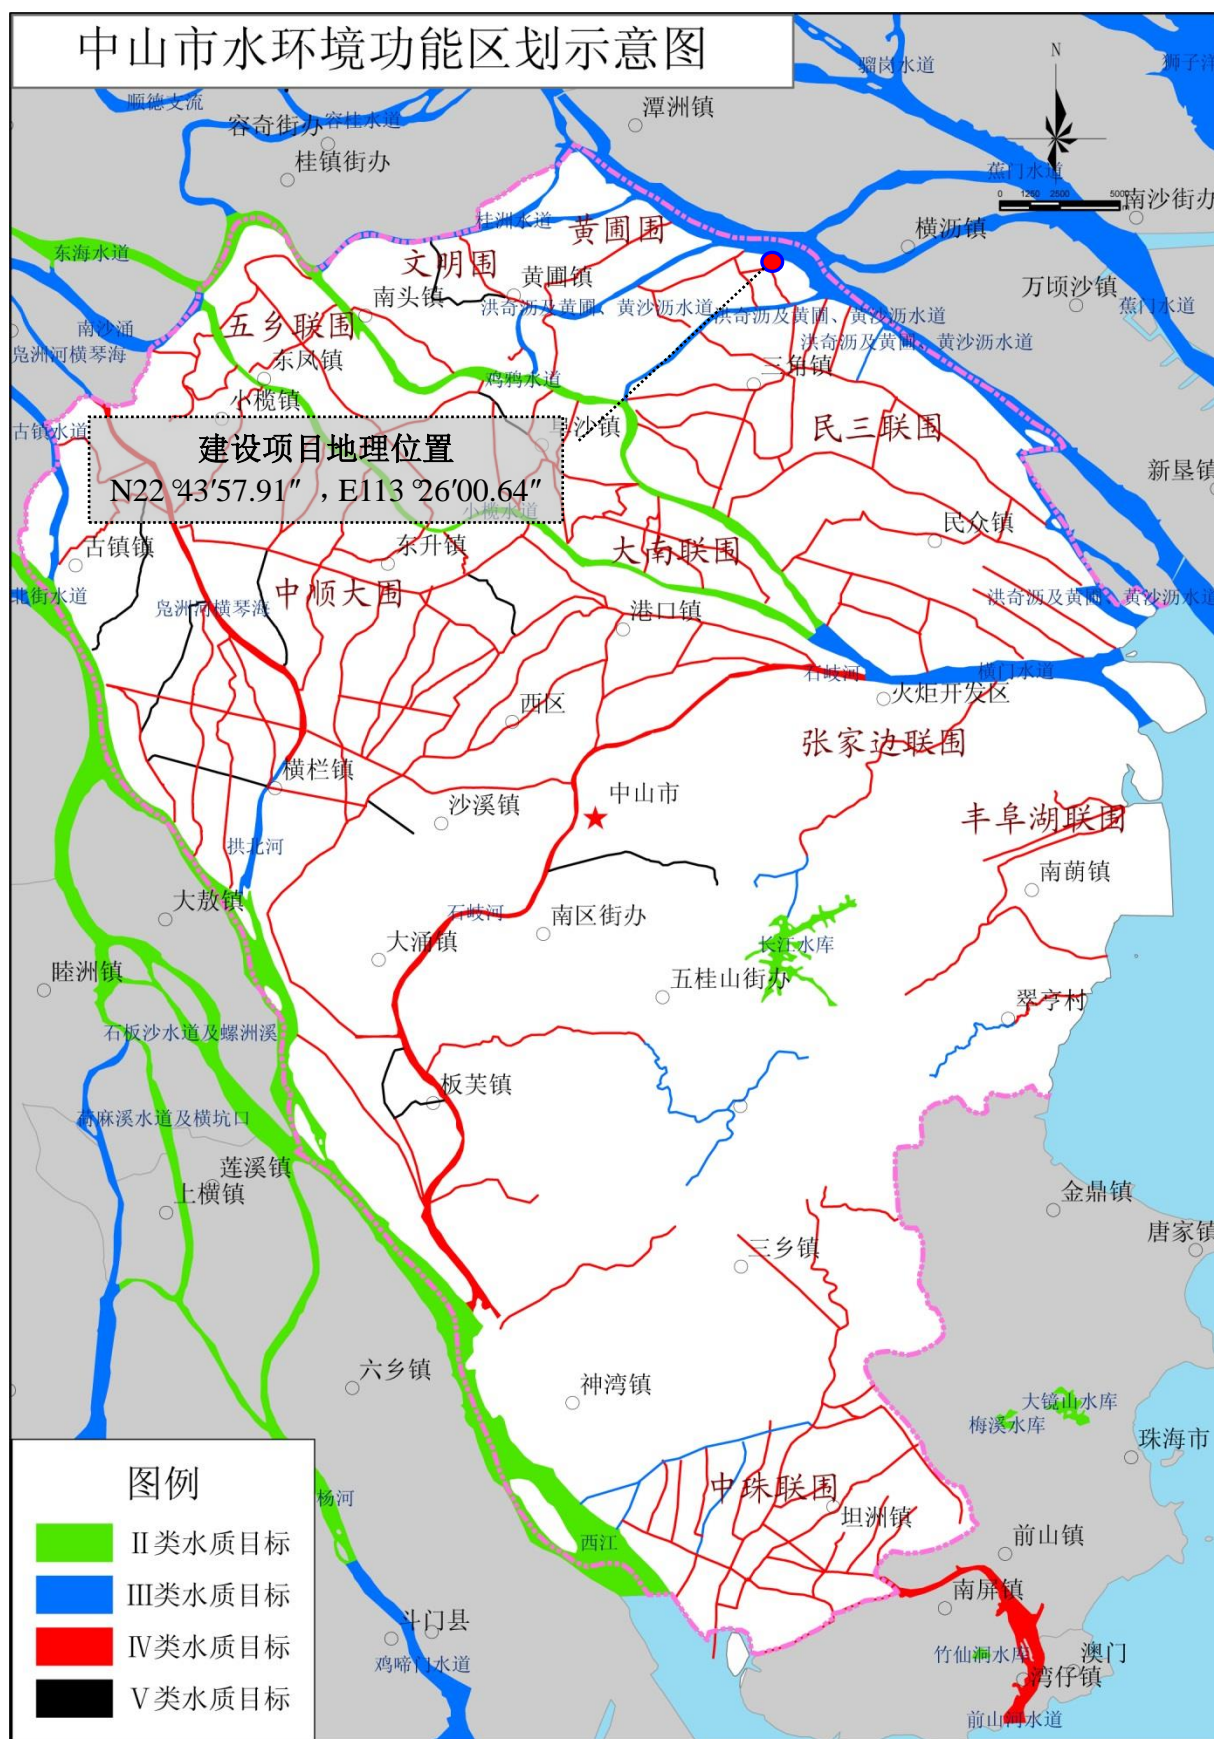 中山市水环境功能区划示意图
骝岗水道
狮子洋
顺德支流
容奇街办
容桂水道
潭洲镇
桂镇街办
N
蕉门水道
0 1250 2500 5000
南沙街办
桂洲水道
黄圃围
横沥镇
东海水道
文明围
黄圃镇
万顷沙镇
南头镇
洪奇沥及黄圃、黄沙沥水道
洪奇沥及黄圃、黄沙沥水道
蕉门水道
南沙涌
五乡联围
洪奇沥及黄圃、黄沙沥水道
凫洲河横琴海
东凤镇
鸡鸦水道
三角镇
小榄镇
古镇水道
阜沙镇
民三联围
建设项目地理位置
N22°43′57.91″，E113°26′00.64″
新垦镇
小榄水道
民众镇
古镇镇
东升镇
大南联围
北街水道
凫洲河横琴海
中顺大围
港口镇
洪奇沥及黄圃、黄沙沥水道
石岐河
横门水道
西区
火炬开发区
张家边联围
横栏镇
中山市
沙溪镇
丰阜湖联围
拱北河
南蓢镇
大敖镇
石岐河
南区街办
大涌镇
长江水库
睦洲镇
五桂山街办
翠亨村
石板沙水道及螺洲溪
板芙镇
荷麻溪水道及横坑口
莲溪镇
上横镇
金鼎镇
唐家镇
三乡镇
六乡镇
神湾镇
大镜山水库
梅溪水库
珠海市
图例
中珠联围
坦洲镇
杨河
Ⅱ类水质目标
西江
前山镇
Ⅲ类水质目标
南屏镇
斗门县
Ⅳ类水质目标
竹仙洞水库
澳门
鸡啼门水道
湾仔镇
Ⅴ类水质目标
前山河水道